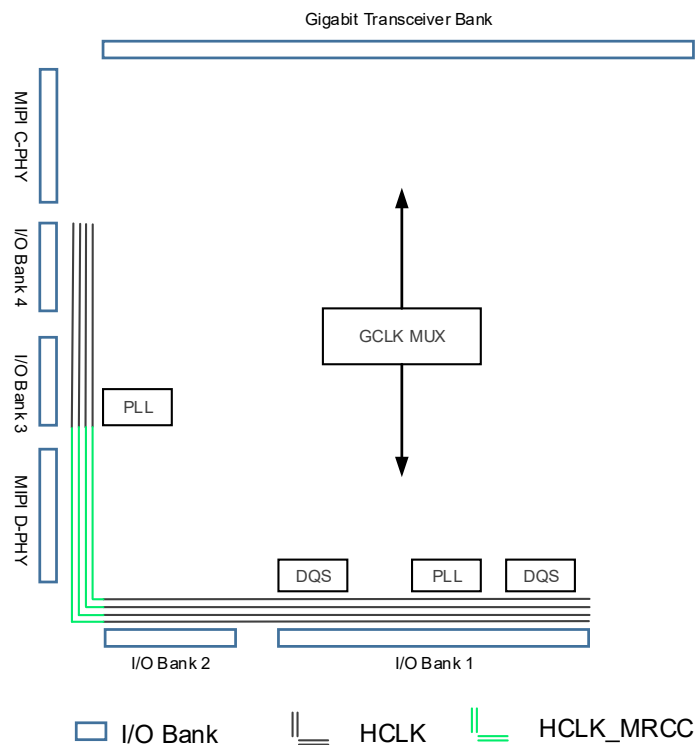 Gigabit Transceiver Bank
MIPI C-PHY
I/O Bank 4
GCLK MUX
I/O Bank 3
PLL
MIPI D-PHY
DQS
PLL
DQS
I/O Bank 2
I/O Bank 1
I/O Bank
HCLK
HCLK_MRCC